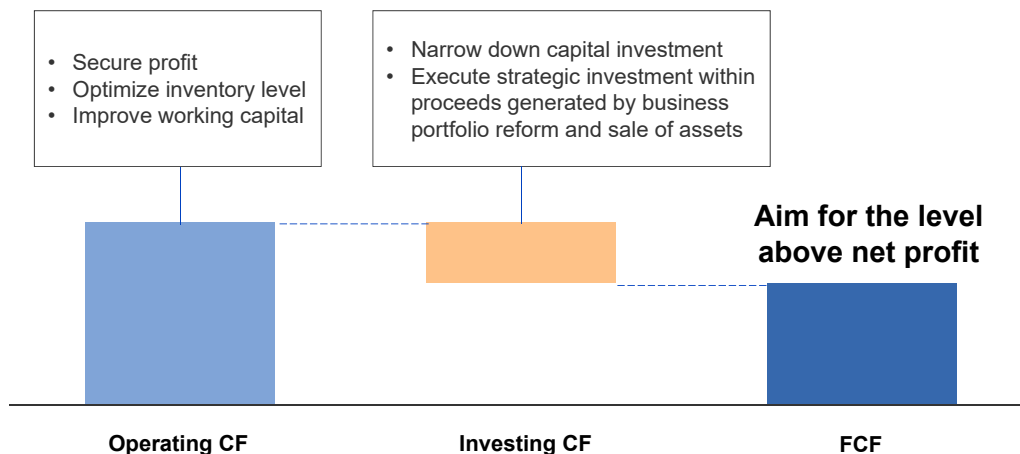 • Secure profit
• Optimize inventory level
• Improve working capital
• Narrow down capital investment
• Execute strategic investment within
proceeds generated by business
portfolio reform and sale of assets
Aim for the level
above net profit
Operating CF
Investing CF
FCF